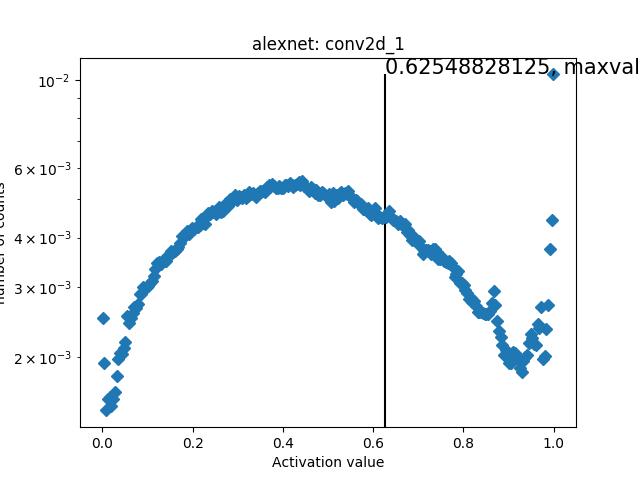 alexnet: conv2d_1
0.62548828125, maxval
10⁻²
6 × 10⁻³
4 × 10⁻³
3 × 10⁻³
2 × 10⁻³
number of counts
0.0 0.2 0.4 0.6 0.8 1.0
Activation value